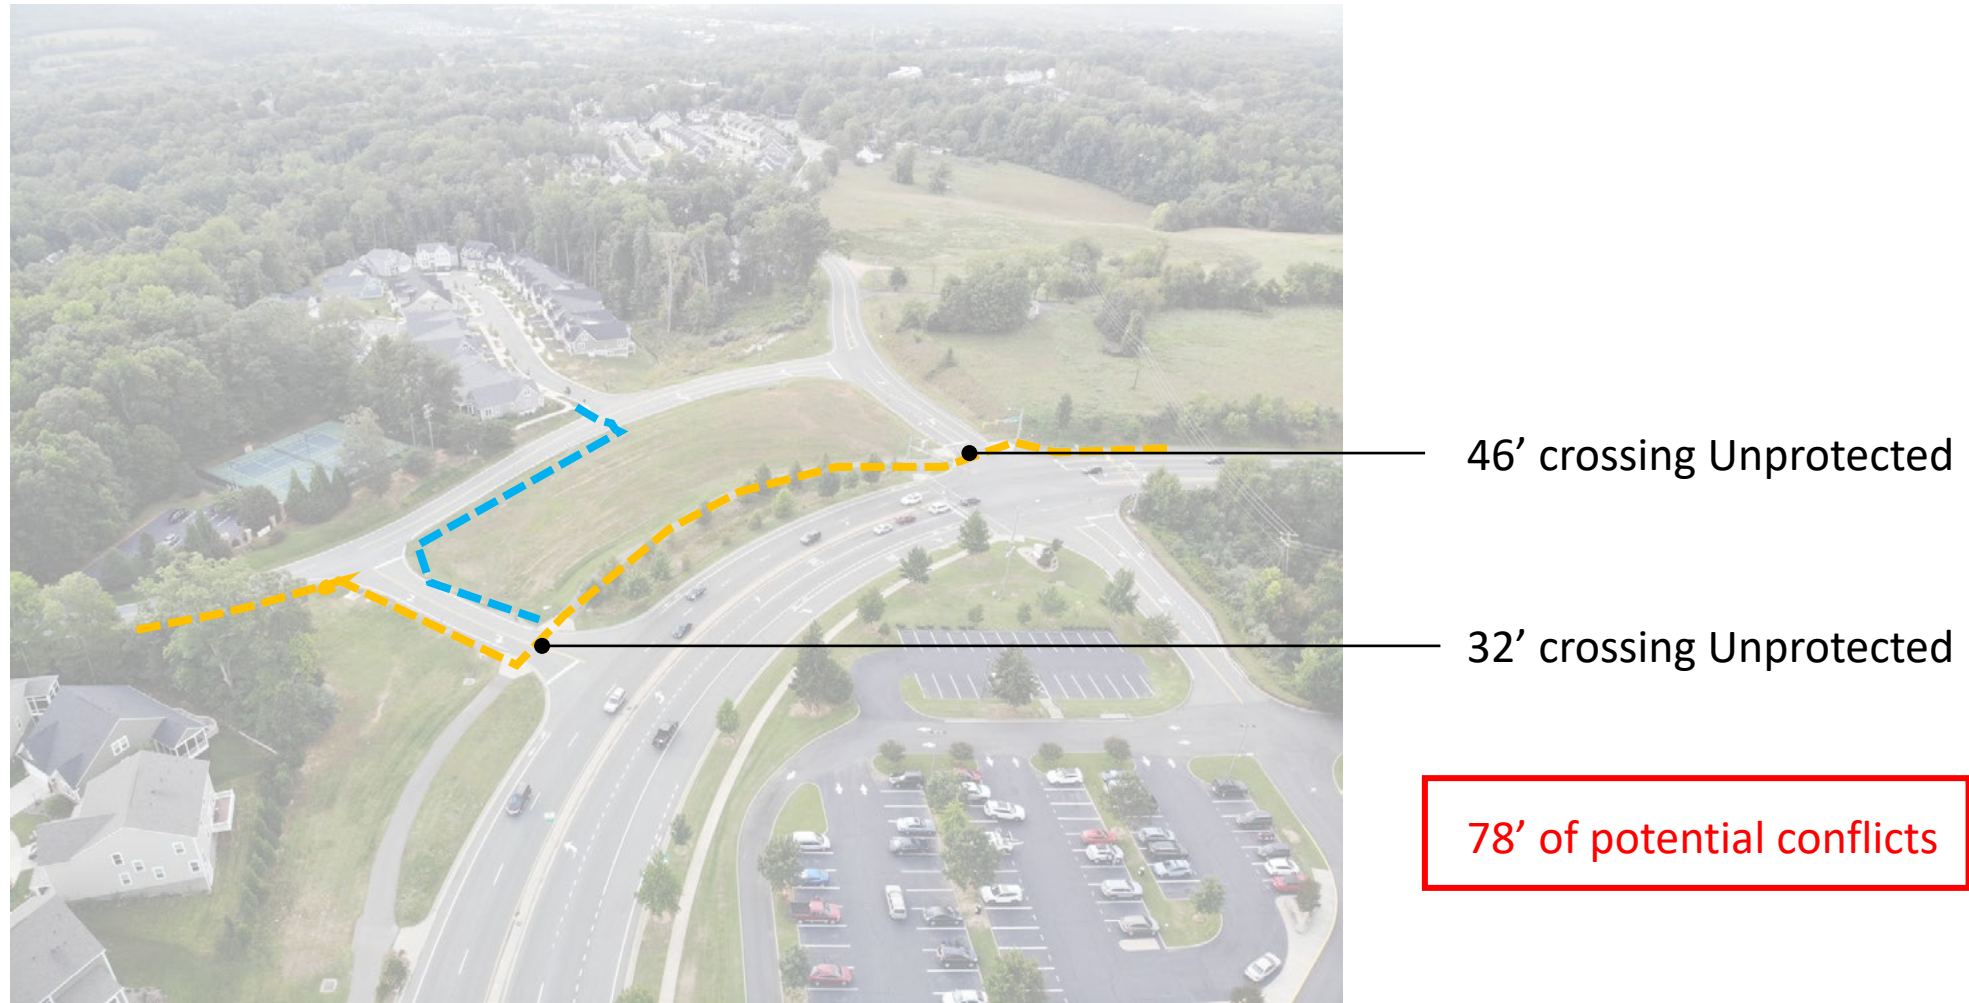 46’ crossing Unprotected
32’ crossing Unprotected
78’ of potential conflicts